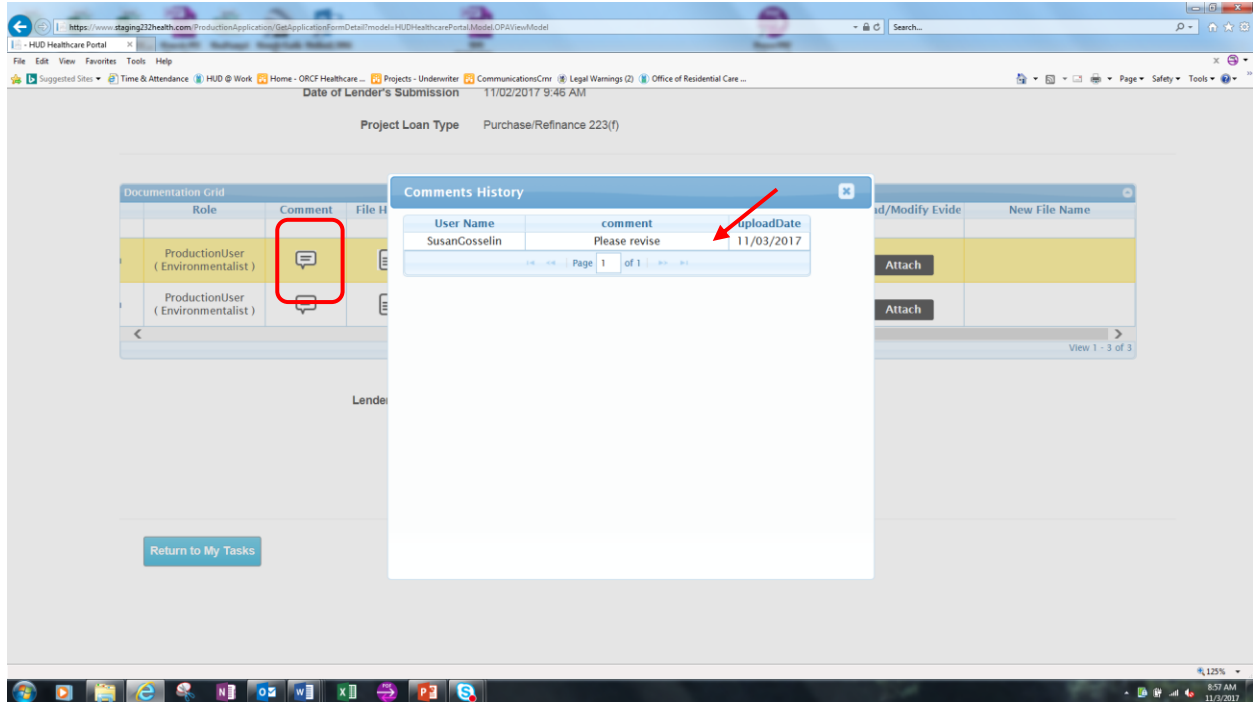 https://www.staging232health.com/ProductionApplication/GetApplicationFormDetail?model=HUDHealthcarePortal.Model.OPAViewModel
Search...
- HUD Healthcare Portal
File Edit View Favorites Tools Help
Suggested Sites Time & Attendance HUD @ Work Home - ORCF Healthcare ... Projects - Underwriter CommunicationsCrnr Legal Warnings (2) Office of Residential Care ...
Page Safety Tools
Date of Lender's Submission 11/02/2017 9:46 AM
Project Loan Type Purchase/Refinance 223(f)
Documentation Grid
Role Comment File H ad/Modify Evide New File Name
Comments History
User Name comment uploadDate
SusanGosselin Please revise 11/03/2017
Page 1 of 1
ProductionUser
( Environmentalist )
Attach
ProductionUser
( Environmentalist )
Attach
View 1 - 3 of 3
Lender
Return to My Tasks
125%
8:57 AM
11/3/2017